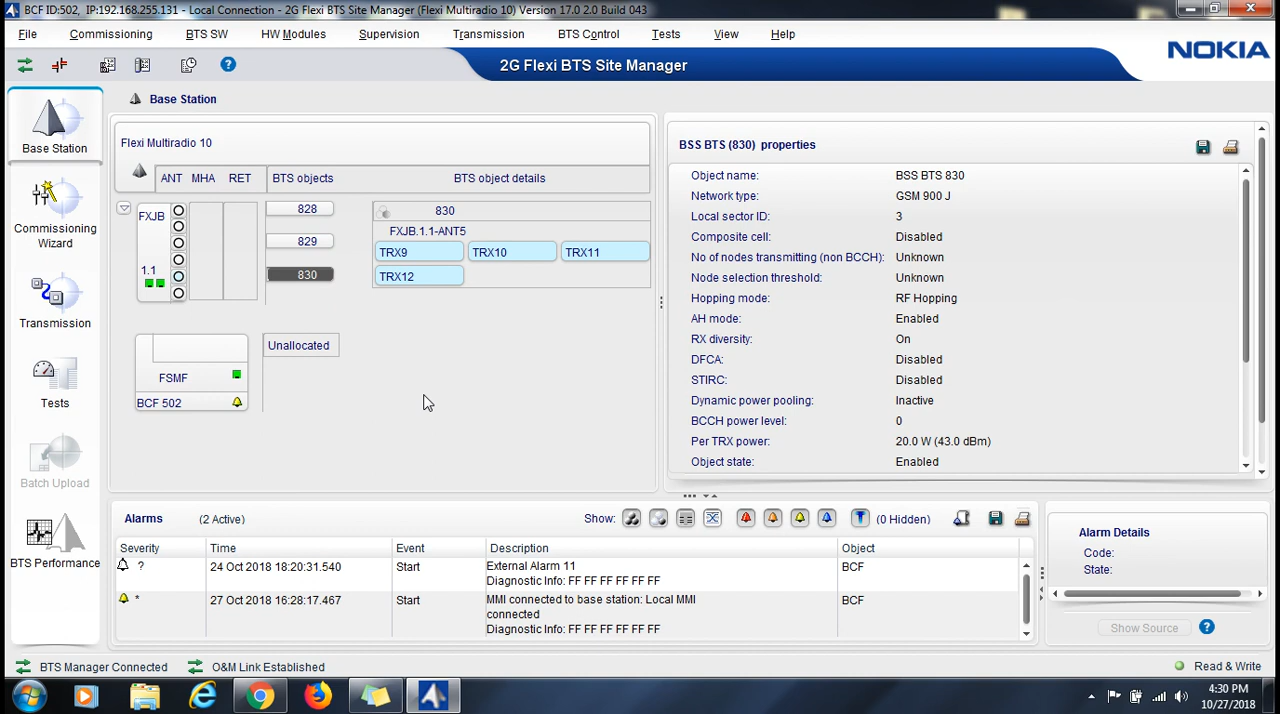 BCF ID:502, IP:192.168.255.131 - Local Connection - 2G Flexi BTS Site Manager (Flexi Multiradio 10) Version 17.0 2.0 Build 043
File Commissioning BTS SW HW Modules Supervision Transmission BTS Control Tests View Help
NOKIA
2G Flexi BTS Site Manager
Base Station
Commissioning
Wizard
Transmission
Tests
Batch Upload
BTS Performance
Base Station
Flexi Multiradio 10
ANT MHA RET BTS objects BTS object details
FXJB
1.1
828
829
830
830
FXJB.1.1-ANT5
TRX9 TRX10 TRX11
TRX12
FSMF
BCF 502
Unallocated
BSS BTS (830) properties
Object name: BSS BTS 830
Network type: GSM 900 J
Local sector ID: 3
Composite cell: Disabled
No of nodes transmitting (non BCCH): Unknown
Node selection threshold: Unknown
Hopping mode: RF Hopping
AH mode: Enabled
RX diversity: On
DFCA: Disabled
STIRC: Disabled
Dynamic power pooling: Inactive
BCCH power level: 0
Per TRX power: 20.0 W (43.0 dBm)
Object state: Enabled
Alarms (2 Active) Show: (0 Hidden)
Severity Time Event Description Object
? 24 Oct 2018 18:20:31.540 Start External Alarm 11 BCF
Diagnostic Info: FF FF FF FF FF FF
* 27 Oct 2018 16:28:17.467 Start MMI connected to base station: Local MMI BCF
connected
Diagnostic Info: FF FF FF FF FF FF
Alarm Details
Code:
State:
Show Source
BTS Manager Connected O&M Link Established Read & Write
4:30 PM
10/27/2018